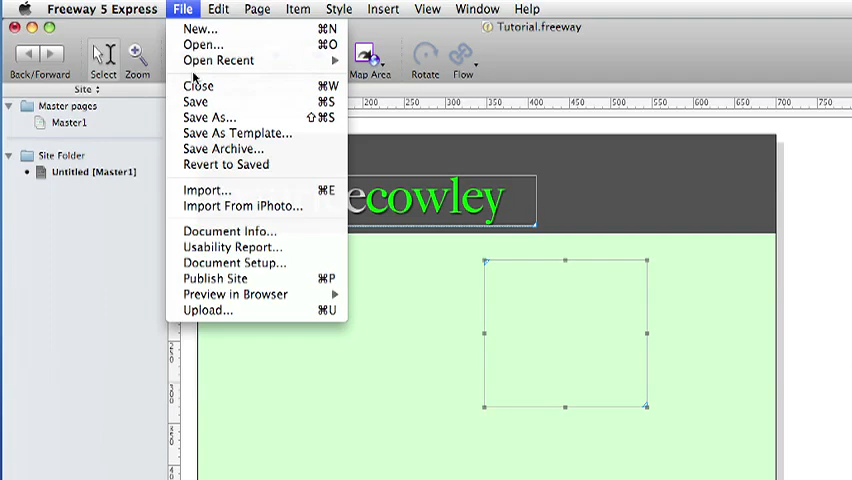 Freeway 5 Express File Edit Page Item Style Insert View Window Help
Tutorial.freeway
New... ⌘N
Open... ⌘O
Open Recent
Close ⌘W
Save ⌘S
Save As... ⇧⌘S
Save As Template...
Save Archive...
Revert to Saved
Import... ⌘E
Import From iPhoto...
Document Info...
Usability Report...
Document Setup...
Publish Site ⌘P
Preview in Browser
Upload... ⌘U
Back/Forward Select Zoom Map Area Rotate Flow
Site
Master pages
Master1
Site Folder
Untitled [Master1]
200 250 300 350 400 450 500 550 600 650 700 750
ecowley